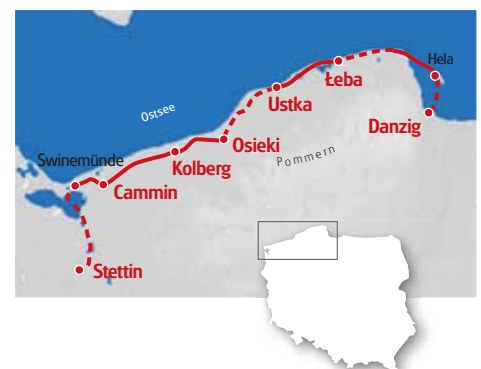 Łeba
Hela
Ustka
Ostsee
Danzig
Osieki
Pommern
Swinemünde
Kolberg
Cammin
Stettin